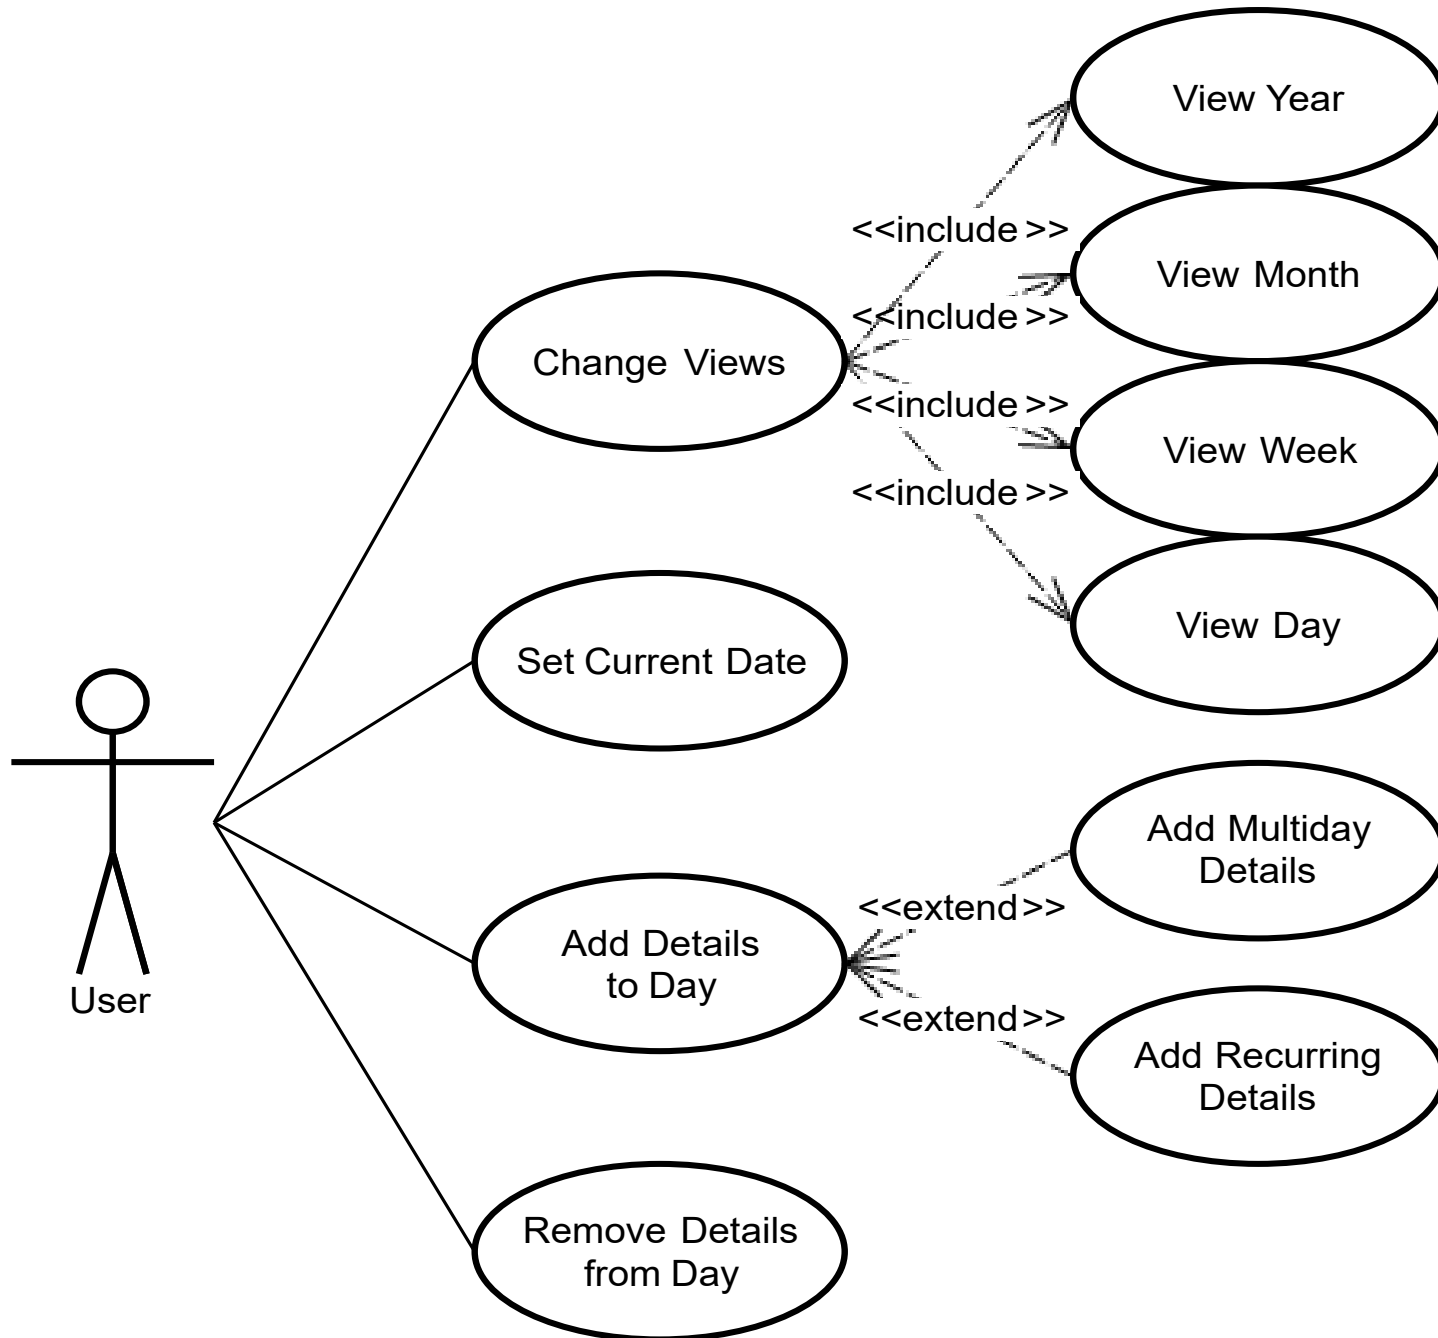 View Year
<<include>>
View Month
<<include>>
Change Views
<<include>>
View Week
<<include>>
View Day
Set Current Date
Add Multiday
Details
<<extend>>
Add Details
to Day
User
<<extend>>
Add Recurring
Details
Remove Details
from Day